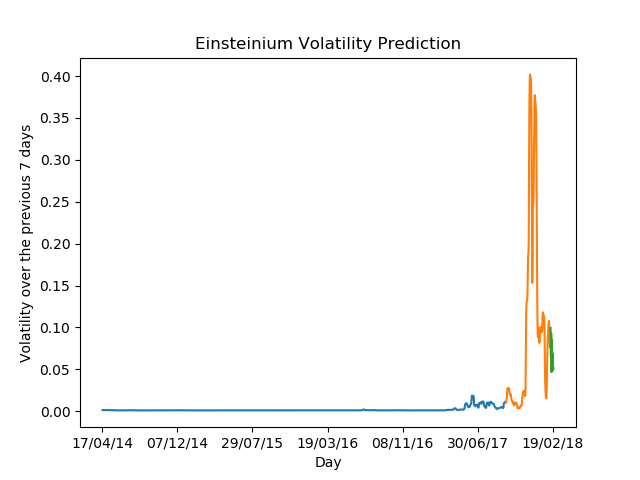 Einsteinium Volatility Prediction
Volatility over the previous 7 days
0.40
0.35
0.30
0.25
0.20
0.15
0.10
0.05
0.00
17/04/14 07/12/14 29/07/15 19/03/16 08/11/16 30/06/17 19/02/18
Day